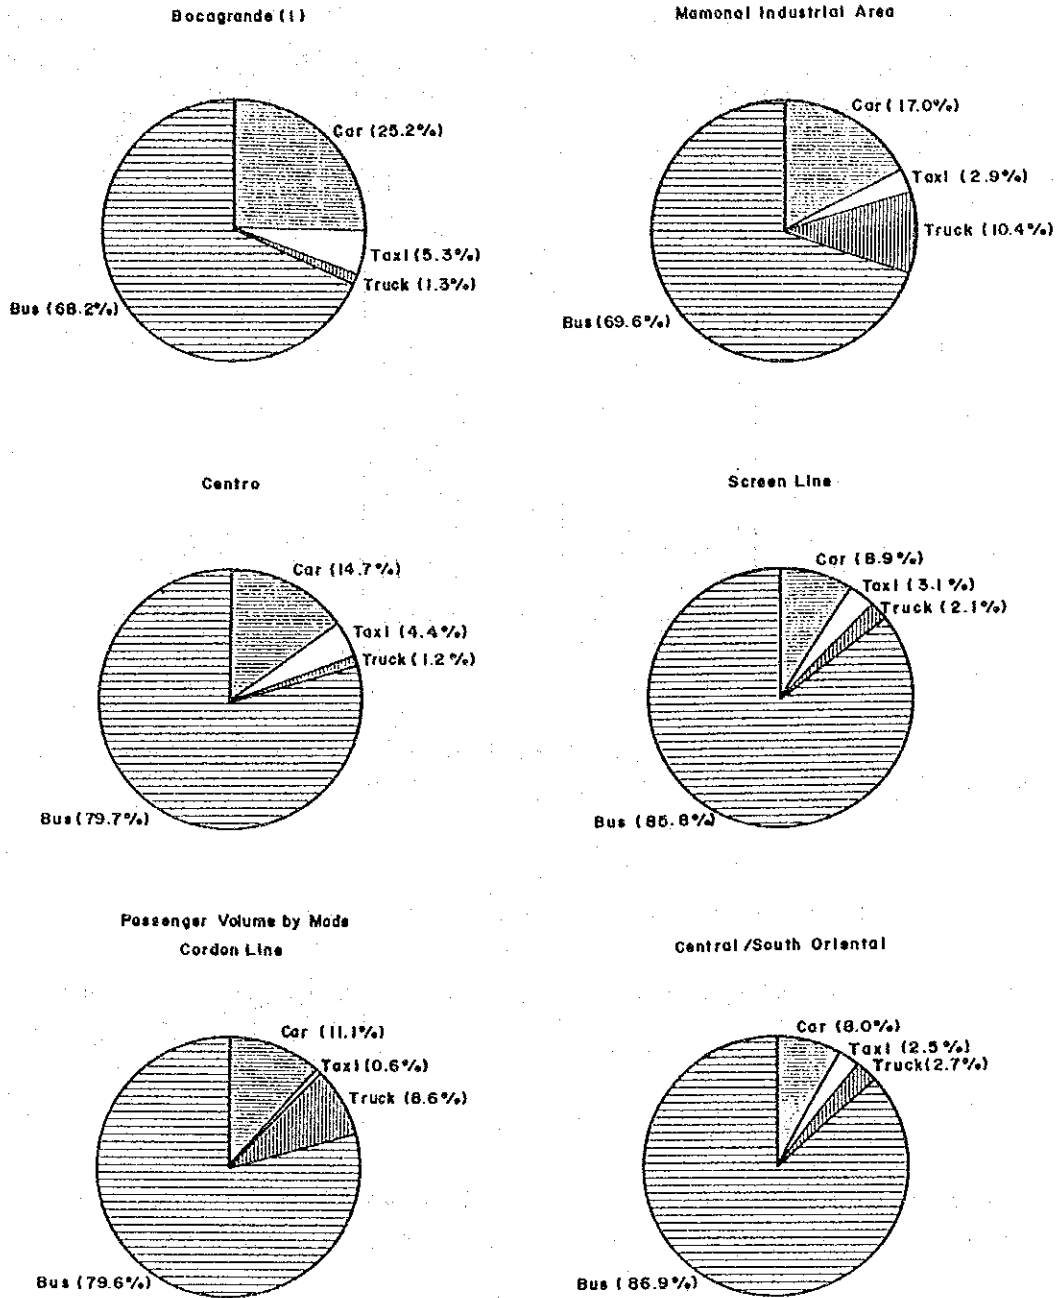 Bocagrande (1)
Car (25.2%)
Taxi (5.3%)
Truck (1.3%)
Bus (68.2%)
Mamonal Industrial Area
Car (17.0%)
Taxi (2.9%)
Truck (10.4%)
Bus (69.6%)
Centro
Car (14.7%)
Taxi (4.4%)
Truck (1.2%)
Bus (79.7%)
Screen Line
Car (8.9%)
Taxi (3.1%)
Truck (2.1%)
Bus (85.8%)
Passenger Volume by Mode
Cordon Line
Car (11.1%)
Taxi (0.6%)
Truck (8.6%)
Bus (79.6%)
Central / South Oriental
Car (8.0%)
Taxi (2.5%)
Truck (2.7%)
Bus (86.9%)